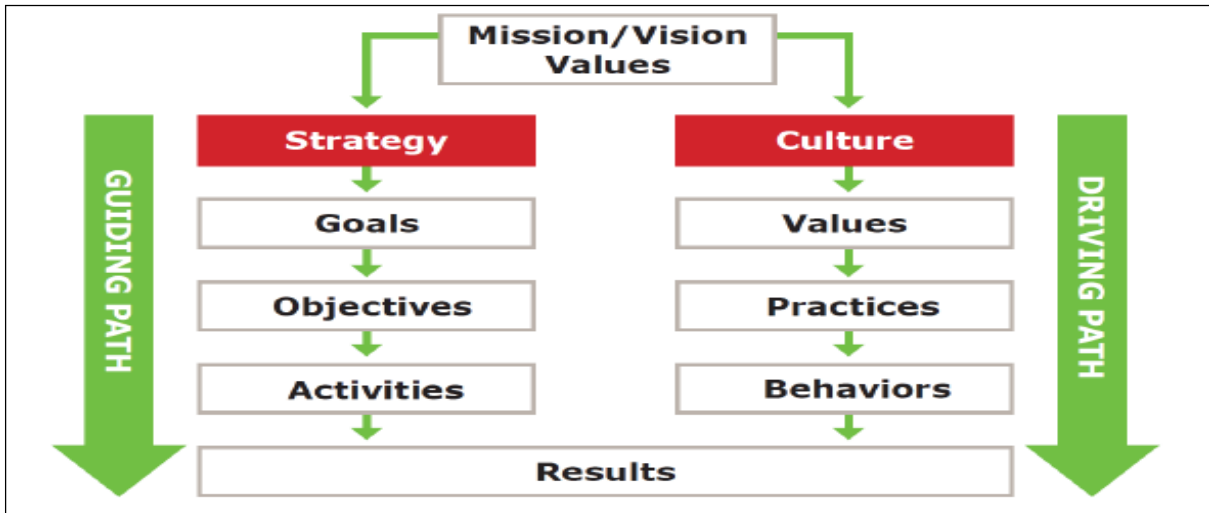 Mission/Vision
Values
Strategy
Culture
Goals
Values
Objectives
Practices
Activities
Behaviors
Results
GUIDING PATH
DRIVING PATH